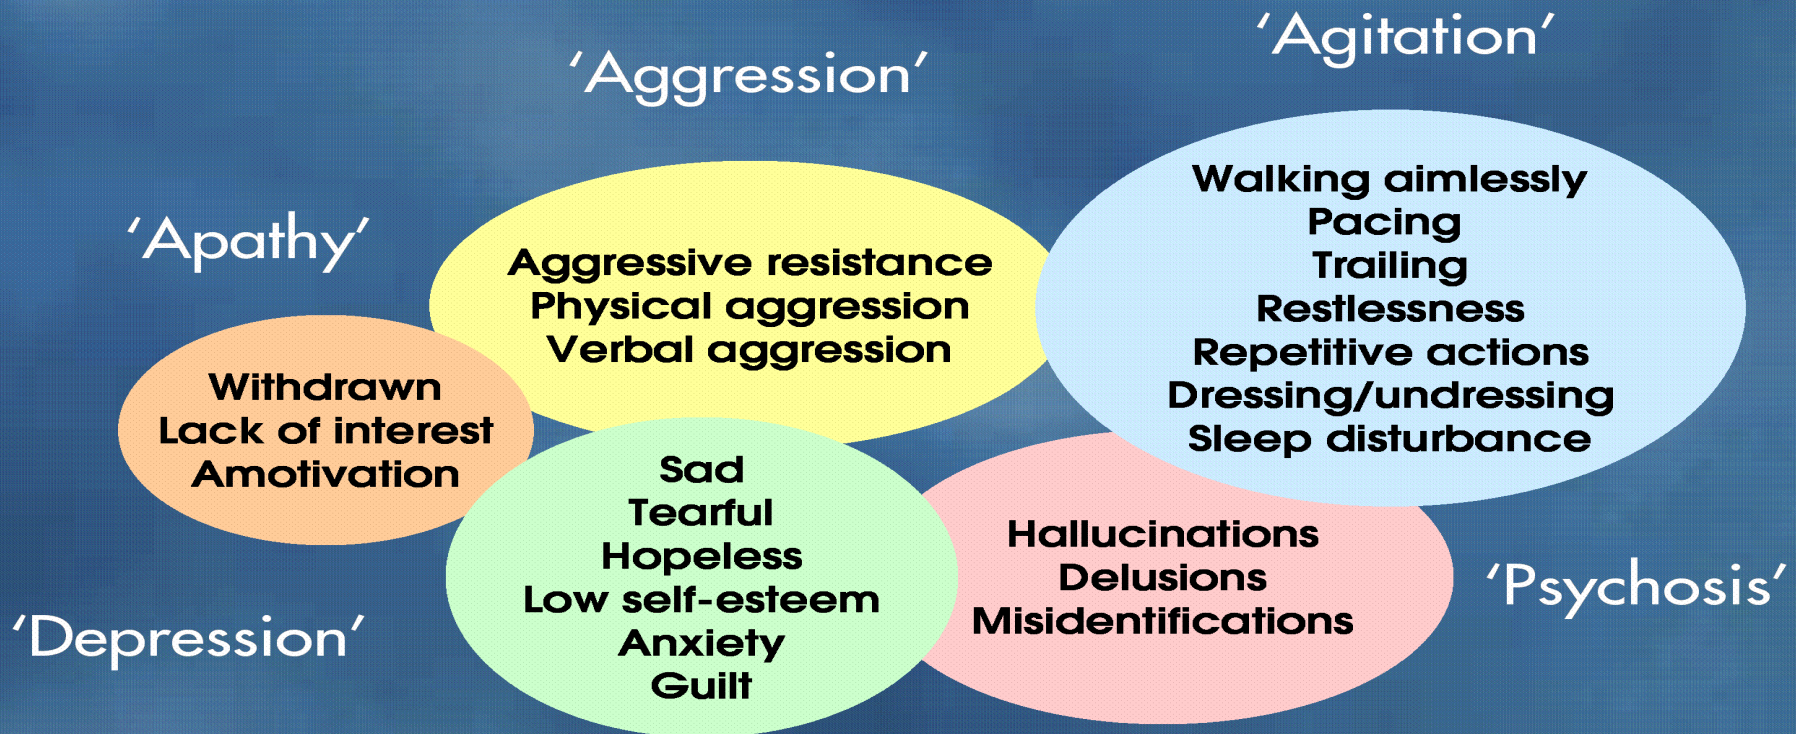 'Agitation'
'Aggression'
'Apathy'
Walking aimlessly
Pacing
Trailing
Restlessness
Repetitive actions
Dressing/undressing
Sleep disturbance
Aggressive resistance
Physical aggression
Verbal aggression
Withdrawn
Lack of interest
Amotivation
Sad
Tearful
Hopeless
Low self-esteem
Anxiety
Guilt
Hallucinations
Delusions
Misidentifications
'Psychosis'
'Depression'